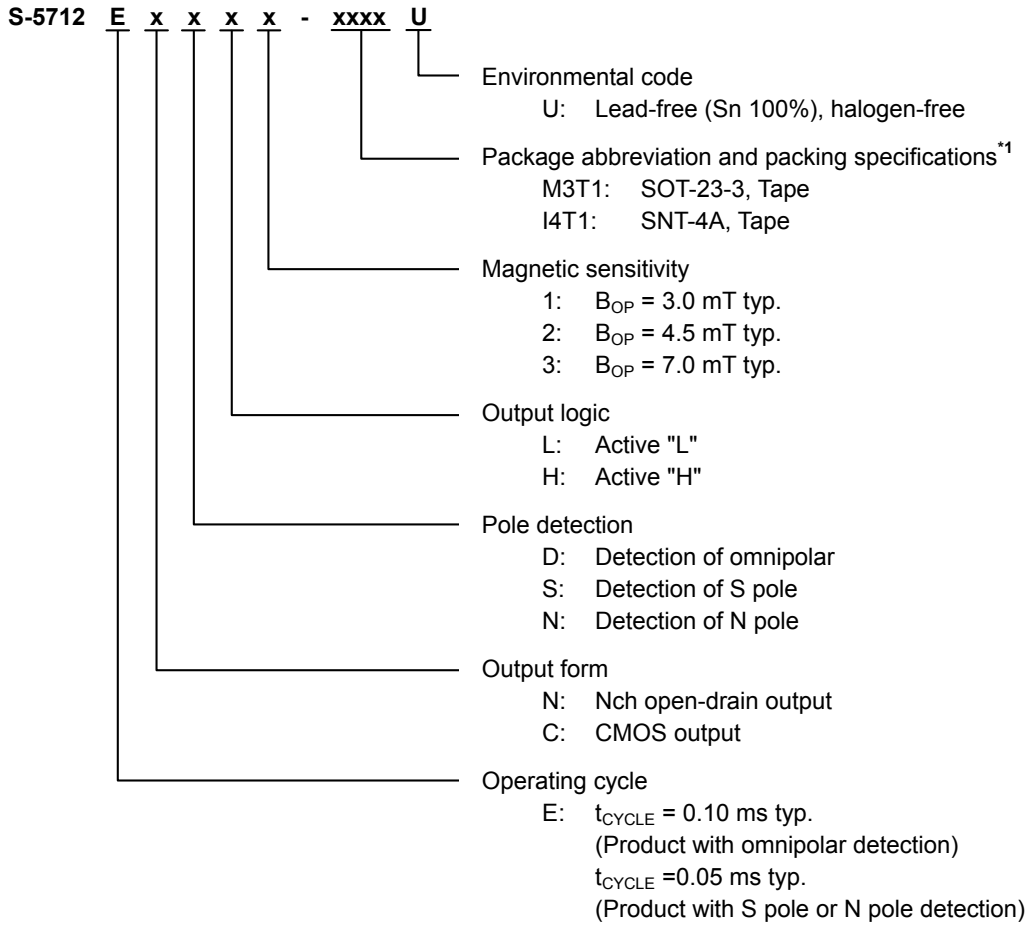 S-5712 E x x x x - xxxx U
Environmental code
U: Lead-free (Sn 100%), halogen-free
Package abbreviation and packing specifications*1
M3T1: SOT-23-3, Tape
I4T1: SNT-4A, Tape
Magnetic sensitivity
1: BOP = 3.0 mT typ.
2: BOP = 4.5 mT typ.
3: BOP = 7.0 mT typ.
Output logic
L: Active "L"
H: Active "H"
Pole detection
D: Detection of omnipolar
S: Detection of S pole
N: Detection of N pole
Output form
N: Nch open-drain output
C: CMOS output
Operating cycle
E: tCYCLE = 0.10 ms typ.
(Product with omnipolar detection)
tCYCLE =0.05 ms typ.
(Product with S pole or N pole detection)